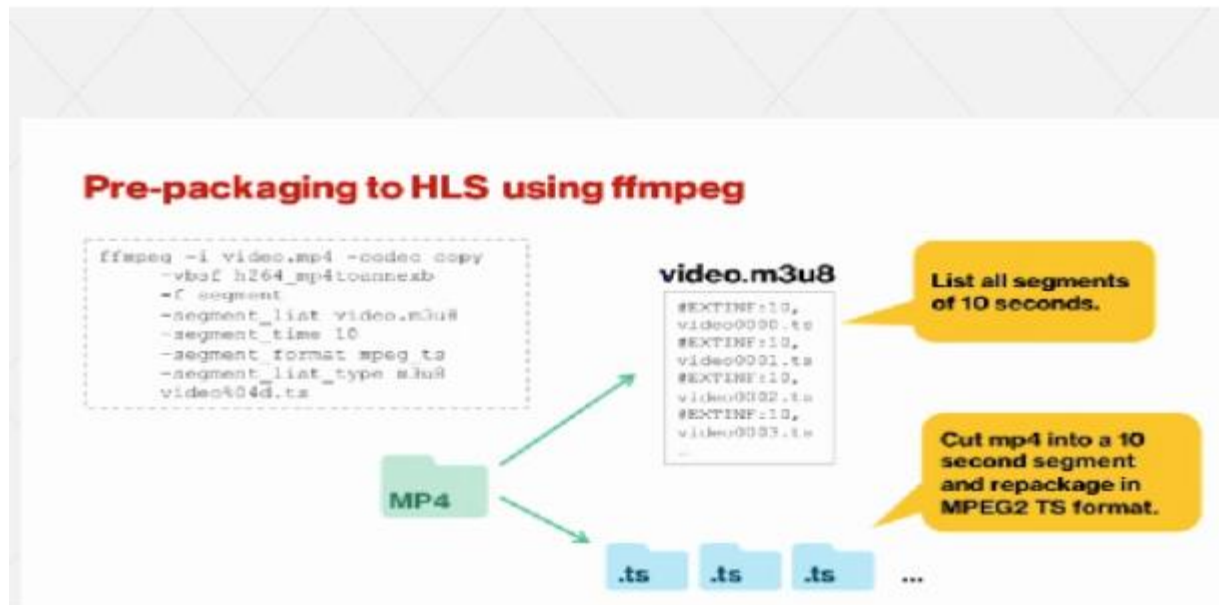 Pre-packaging to HLS using ffmpeg
ffmpeg -i video.mp4 -codec copy
-vbsf h264_mp4toannexb
-f segment
-segment_list video.m3u8
-segment_time 10
-segment_format mpeg_ts
-segment_list_type m3u8
video%04d.ts
video.m3u8
#EXTINF:10,
video0000.ts
#EXTINF:10,
video0001.ts
#EXTINF:10,
video0002.ts
#EXTINF:10,
video0003.ts
…
List all segments
of 10 seconds.
MP4
Cut mp4 into a 10
second segment
and repackage in
MPEG2 TS format.
.ts .ts .ts ...